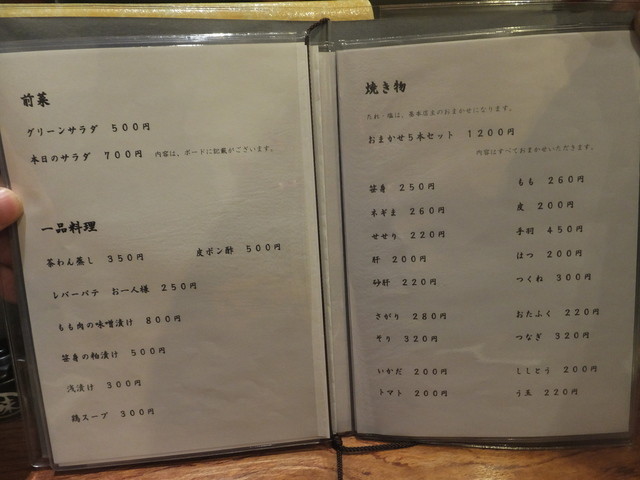 前菜
グリーンサラダ 500円
本日のサラダ 700円 内容は、ボードに記載がございます。
一品料理
茶わん蒸し 350円 皮ポン酢 500円
レバーパテ お一人様 250円
もも肉の味噌漬け 800円
笹身の粕漬け 500円
浅漬け 300円
鶏スープ 300円
焼き物
たれ・塩は、基本店主のおまかせになります。
おまかせ5本セット 1200円
内容はすべておまかせいただきます。
笹身 250円 もも 260円
ネギま 260円 皮 200円
せせり 220円 手羽 450円
肝 200円 はつ 200円
砂肝 220円 つくね 300円
さがり 280円 おたふく 220円
そり 320円 つなぎ 320円
いかだ 200円 ししとう 200円
トマト 200円 う玉 220円